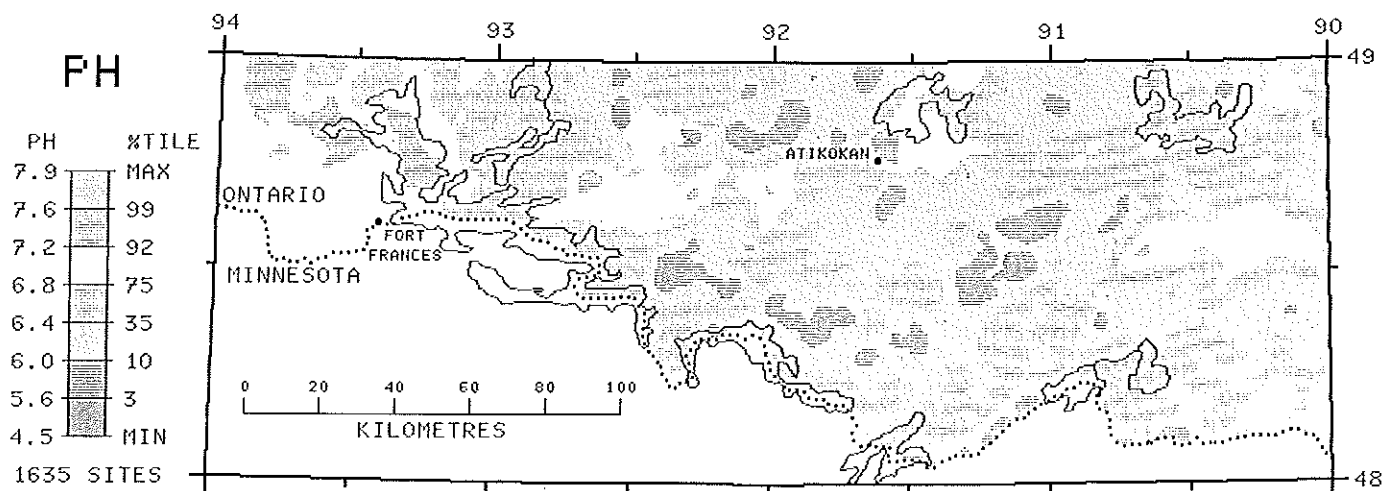 94
93
92
91
90
49
PH
PH %TILE
7.9 MAX
7.6 99
7.2 92
6.8 75
6.4 35
6.0 10
5.6 3
4.5 MIN
1635 SITES
ATIKOKAN
ONTARIO
FORT
FRANCES
MINNESOTA
0 20 40 60 80 100
KILOMETRES
48